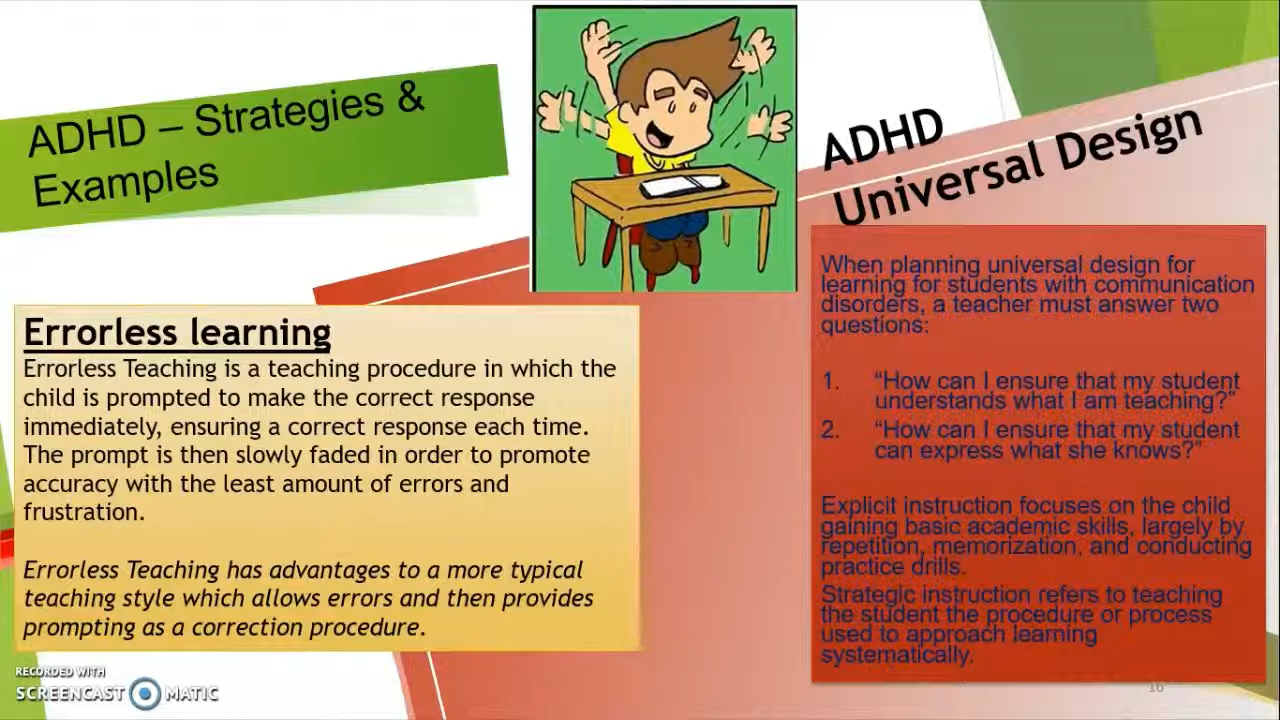 ADHD – Strategies &
Examples
ADHD
Universal Design
Errorless learning
Errorless Teaching is a teaching procedure in which the
child is prompted to make the correct response
immediately, ensuring a correct response each time.
The prompt is then slowly faded in order to promote
accuracy with the least amount of errors and
frustration.
Errorless Teaching has advantages to a more typical
teaching style which allows errors and then provides
prompting as a correction procedure.
When planning universal design for
learning for students with communication
disorders, a teacher must answer two
questions:
1. “How can I ensure that my student
understands what I am teaching?”
2. “How can I ensure that my student
can express what she knows?”
Explicit instruction focuses on the child
gaining basic academic skills, largely by
repetition, memorization, and conducting
practice drills.
Strategic instruction refers to teaching
the student the procedure or process
used to approach learning
systematically.
RECORDED WITH
SCREENCAST MATIC
16